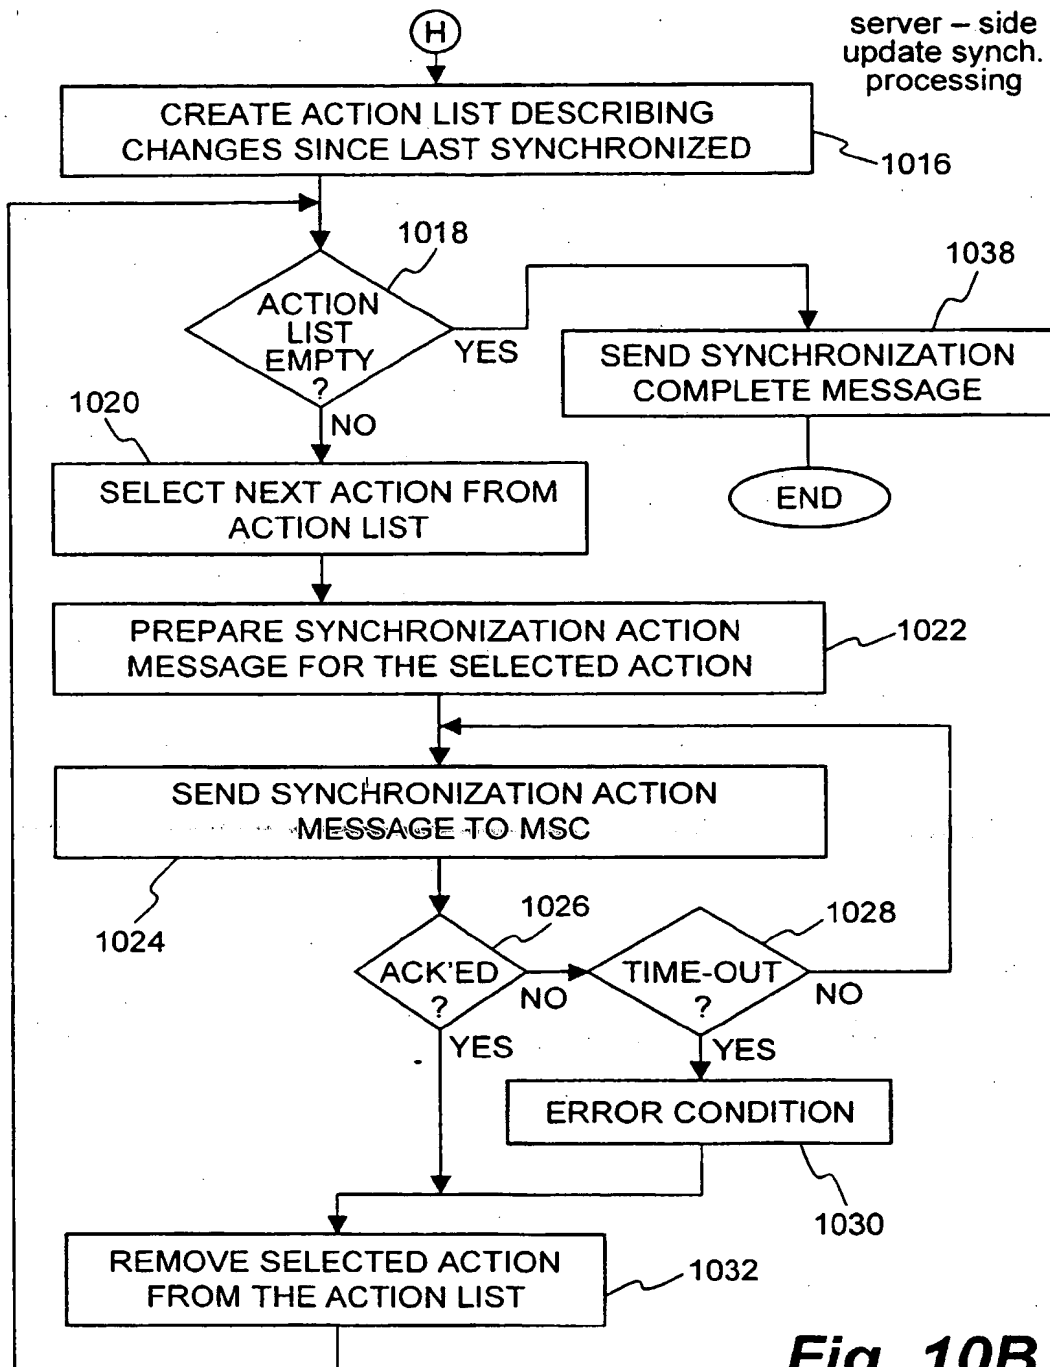 H
server – side
update synch.
processing
CREATE ACTION LIST DESCRIBING
CHANGES SINCE LAST SYNCHRONIZED
1016
1018
ACTION
LIST
EMPTY
?
YES
NO
1038
SEND SYNCHRONIZATION
COMPLETE MESSAGE
END
1020
SELECT NEXT ACTION FROM
ACTION LIST
PREPARE SYNCHRONIZATION ACTION
MESSAGE FOR THE SELECTED ACTION
1022
SEND SYNCHRONIZATION ACTION
MESSAGE TO MSC
1024
1026
ACK'ED
?
NO
YES
1028
TIME-OUT
?
NO
YES
ERROR CONDITION
1030
REMOVE SELECTED ACTION
FROM THE ACTION LIST
1032
Fig. 10B